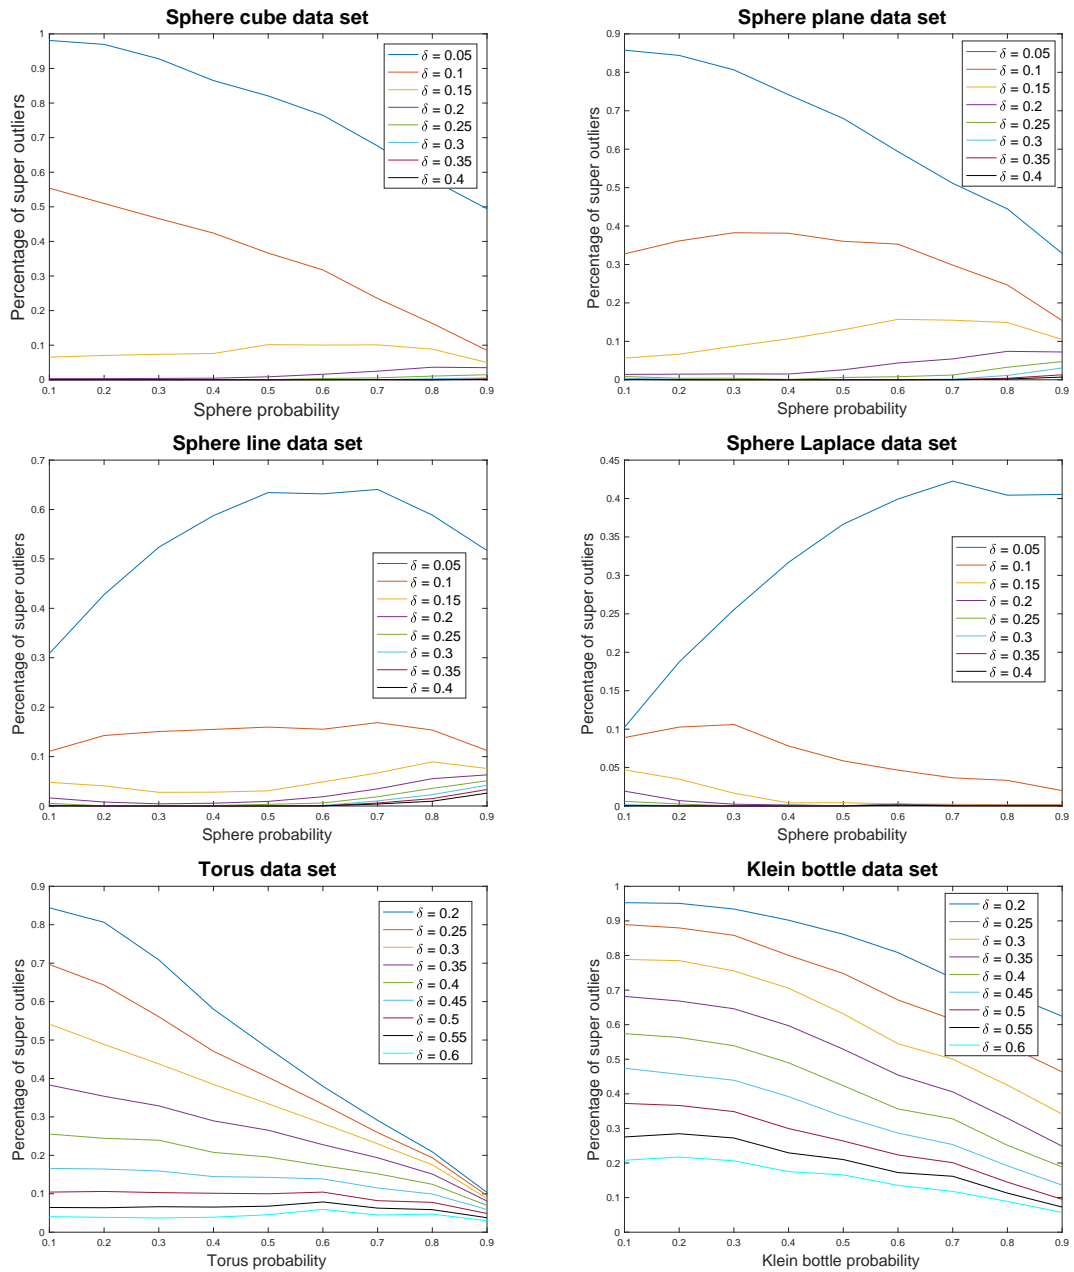 Sphere cube data set
Percentage of super outliers
1
0.9
0.8
0.7
0.6
0.5
0.4
0.3
0.2
0.1
0
0.1 0.2 0.3 0.4 0.5 0.6 0.7 0.8 0.9
Sphere probability
δ = 0.05
δ = 0.1
δ = 0.15
δ = 0.2
δ = 0.25
δ = 0.3
δ = 0.35
δ = 0.4
Sphere plane data set
Percentage of super outliers
0.9
0.8
0.7
0.6
0.5
0.4
0.3
0.2
0.1
0
0.1 0.2 0.3 0.4 0.5 0.6 0.7 0.8 0.9
Sphere probability
δ = 0.05
δ = 0.1
δ = 0.15
δ = 0.2
δ = 0.25
δ = 0.3
δ = 0.35
δ = 0.4
Sphere line data set
Percentage of super outliers
0.7
0.6
0.5
0.4
0.3
0.2
0.1
0
0.1 0.2 0.3 0.4 0.5 0.6 0.7 0.8 0.9
Sphere probability
δ = 0.05
δ = 0.1
δ = 0.15
δ = 0.2
δ = 0.25
δ = 0.3
δ = 0.35
δ = 0.4
Sphere Laplace data set
Percentage of super outliers
0.45
0.4
0.35
0.3
0.25
0.2
0.15
0.1
0.05
0
0.1 0.2 0.3 0.4 0.5 0.6 0.7 0.8 0.9
Sphere probability
δ = 0.05
δ = 0.1
δ = 0.15
δ = 0.2
δ = 0.25
δ = 0.3
δ = 0.35
δ = 0.4
Torus data set
Percentage of super outliers
0.9
0.8
0.7
0.6
0.5
0.4
0.3
0.2
0.1
0
0.1 0.2 0.3 0.4 0.5 0.6 0.7 0.8 0.9
Torus probability
δ = 0.2
δ = 0.25
δ = 0.3
δ = 0.35
δ = 0.4
δ = 0.45
δ = 0.5
δ = 0.55
δ = 0.6
Klein bottle data set
Percentage of super outliers
1
0.9
0.8
0.7
0.6
0.5
0.4
0.3
0.2
0.1
0
0.1 0.2 0.3 0.4 0.5 0.6 0.7 0.8 0.9
Klein bottle probability
δ = 0.2
δ = 0.25
δ = 0.3
δ = 0.35
δ = 0.4
δ = 0.45
δ = 0.5
δ = 0.55
δ = 0.6